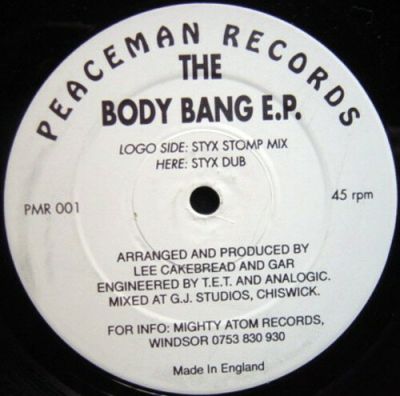 PEACEMAN RECORDS
THE
BODY BANG E.P.
LOGO SIDE: STYX STOMP MIX
HERE: STYX DUB
PMR 001
45 rpm
ARRANGED AND PRODUCED BY
LEE CAKEBREAD AND GAR
ENGINEERED BY T.E.T. AND ANALOGIC.
MIXED AT G.J. STUDIOS, CHISWICK.
FOR INFO: MIGHTY ATOM RECORDS,
WINDSOR 0753 830 930
Made In England